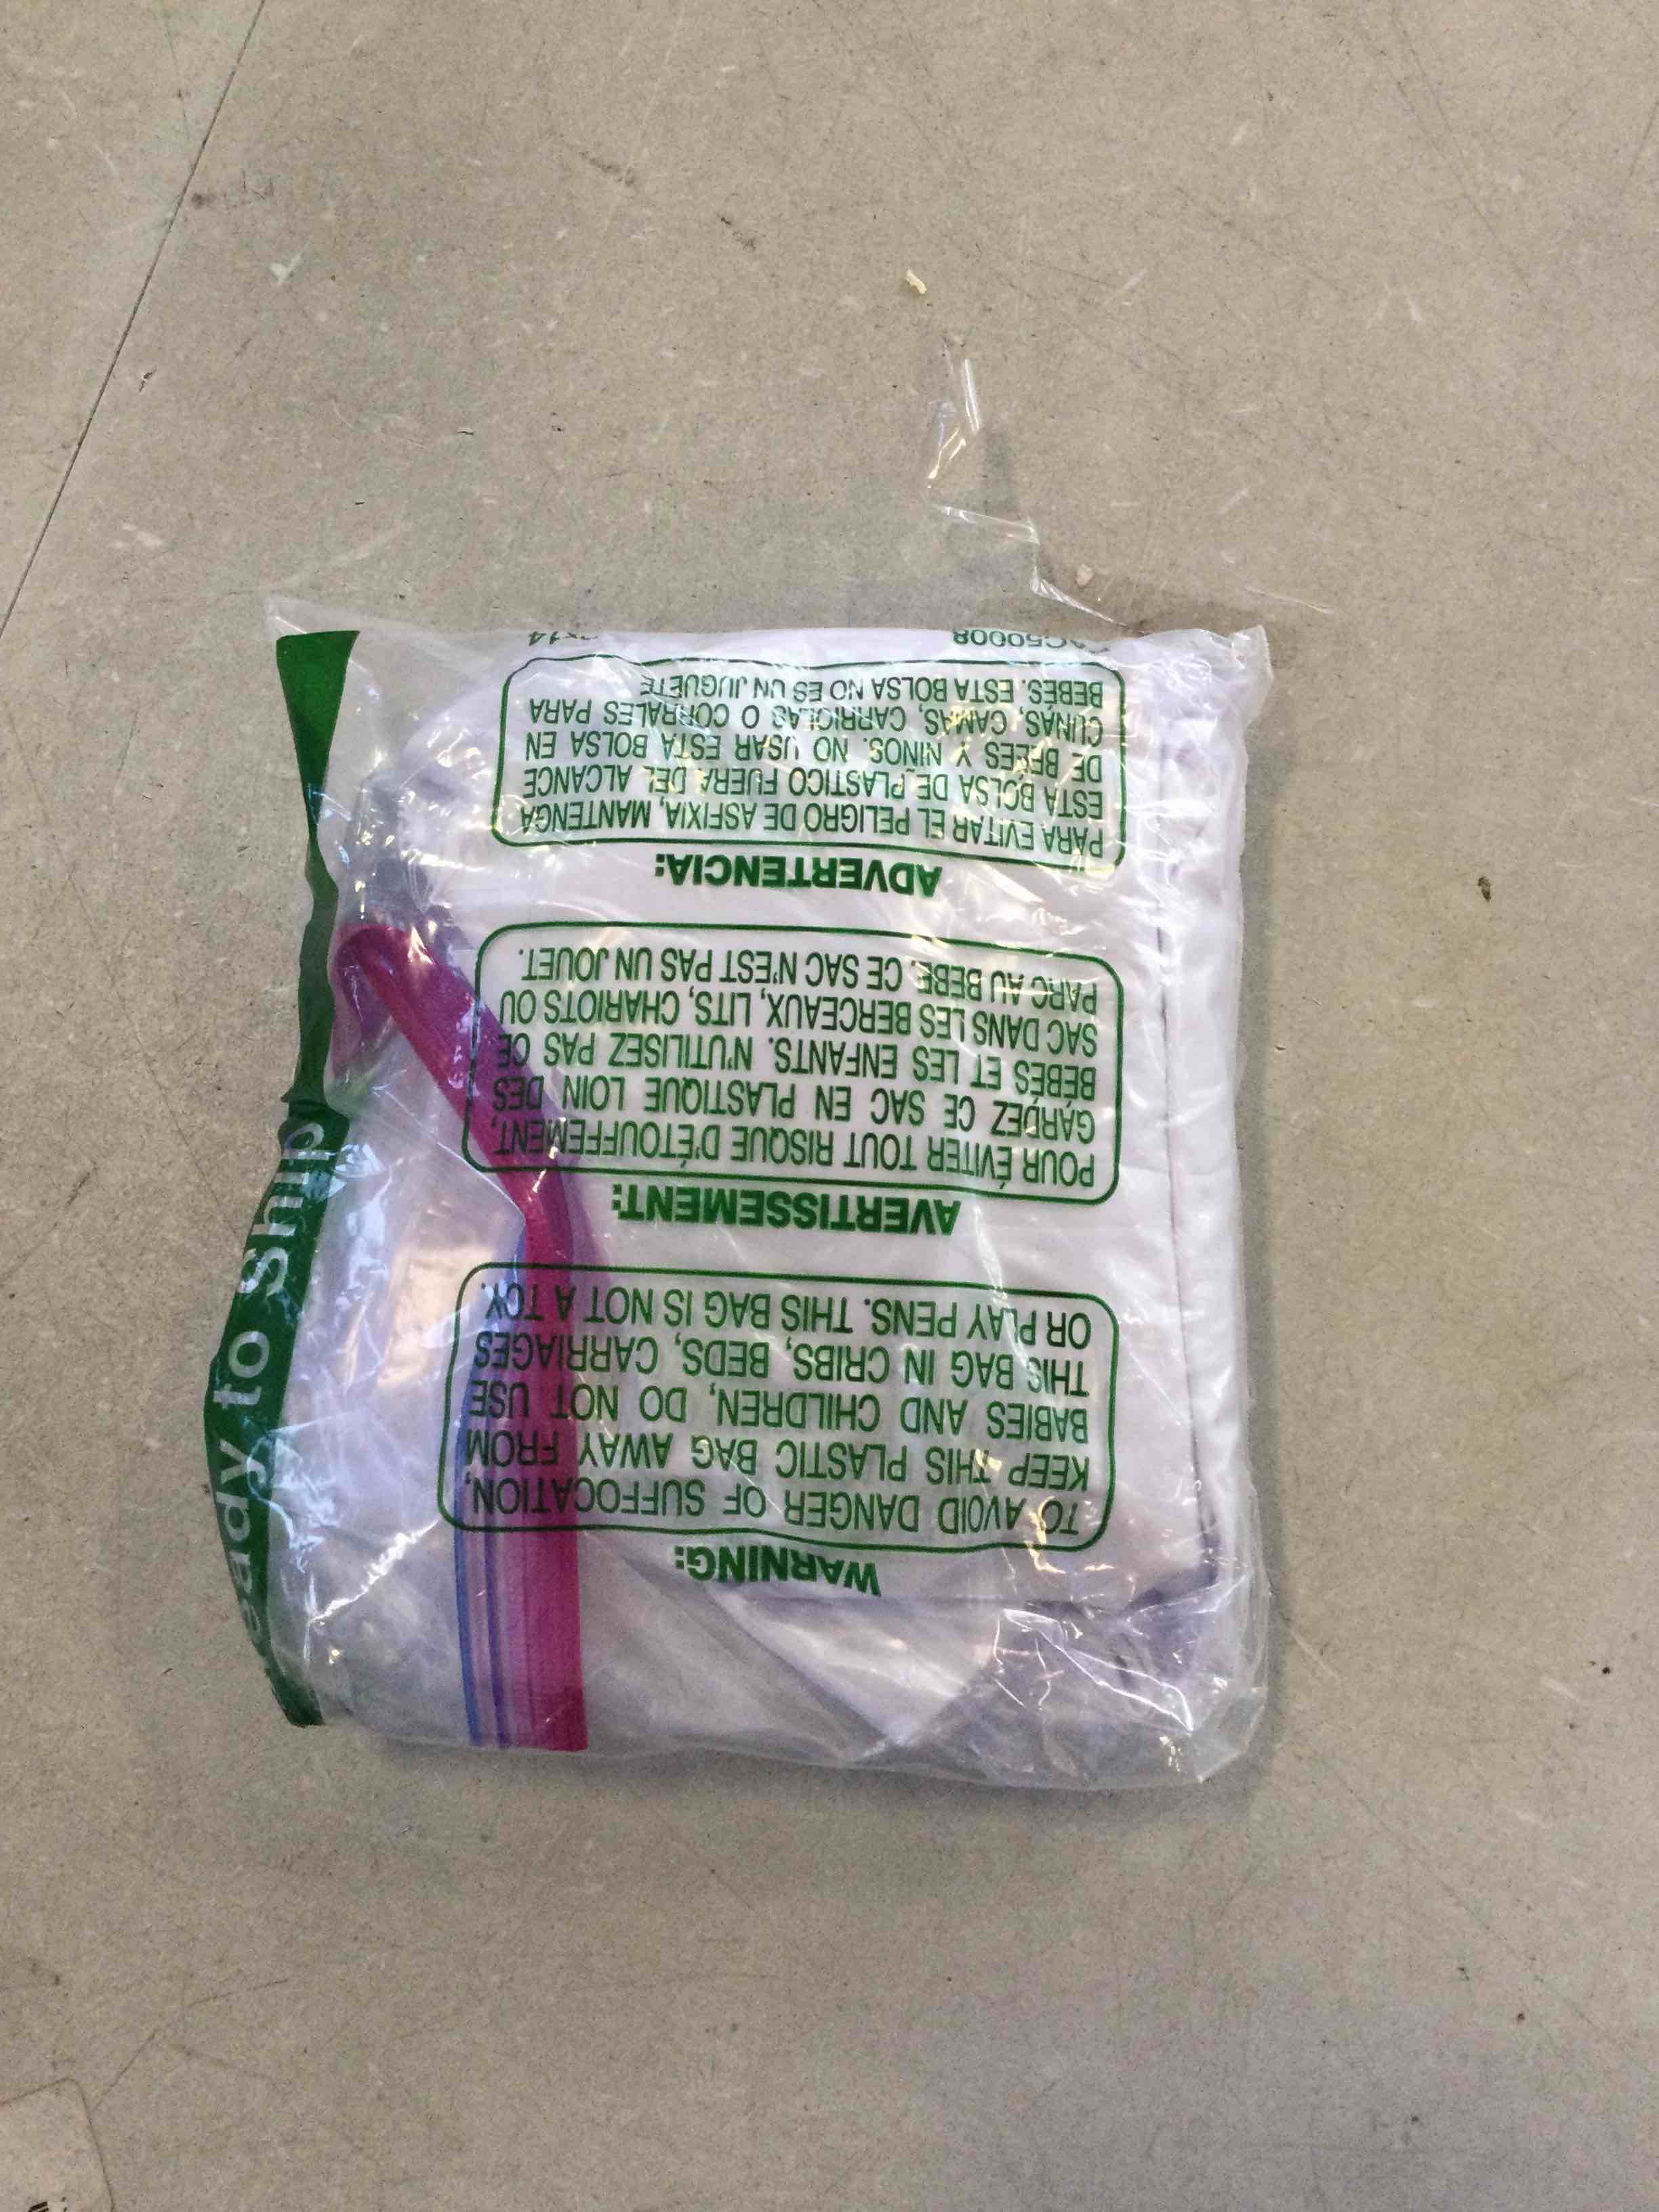 WARNING:
TO AVOID DANGER OF SUFFOCATION,
KEEP THIS PLASTIC BAG AWAY FROM
BABIES AND CHILDREN, DO NOT USE
THIS BAG IN CRIBS, BEDS, CARRIAGES
OR PLAY PENS. THIS BAG IS NOT A TOY.
AVERTISSEMENT:
POUR ÉVITER TOUT RISQUE D'ÉTOUFFEMENT,
GARDEZ CE SAC EN PLASTIQUE LOIN DES
BÉBÉS ET LES ENFANTS. N'UTILISEZ PAS CE
SAC DANS LES BERCEAUX, LITS, CHARIOTS OU
PARC AU BEBE. CE SAC N'EST PAS UN JOUET.
ADVERTENCIA:
PARA EVITAR EL PELIGRO DE ASFIXIA, MANTENGA
ESTA BOLSA DE PLASTICO FUERA DEL ALCANCE
DE BEBÉS Y NIÑOS. NO USAR ESTA BOLSA EN
CUNAS, CAMAS, CARRIOLAS O CORRALES PARA
BEBÉS. ESTA BOLSA NO ES UN JUGUETE
to ship